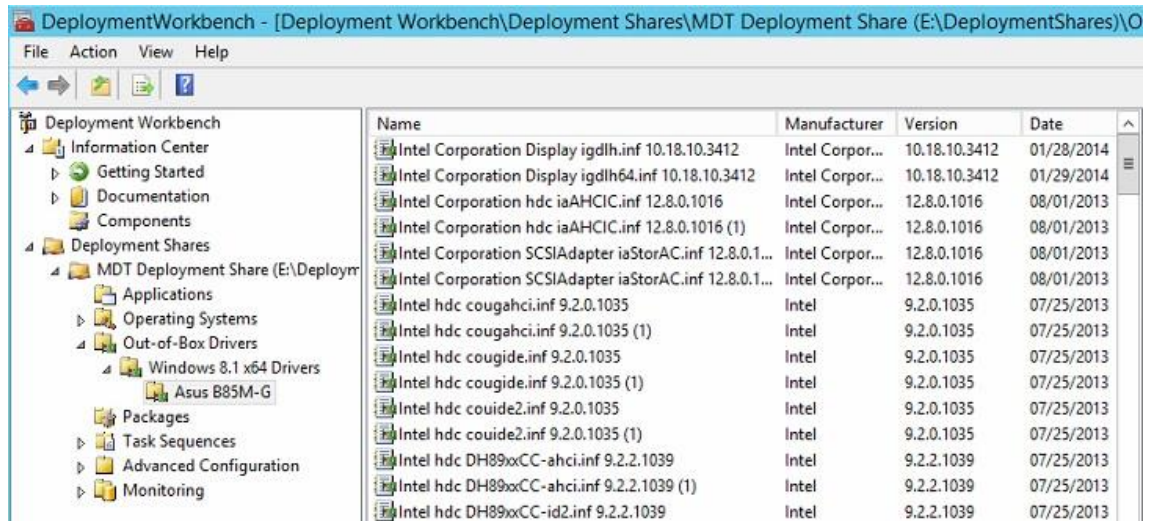 DeploymentWorkbench - [Deployment Workbench\Deployment Shares\MDT Deployment Share (E:\DeploymentShares)\O
File Action View Help
Deployment Workbench
Information Center
Getting Started
Documentation
Components
Deployment Shares
MDT Deployment Share (E:\Deploym
Applications
Operating Systems
Out-of-Box Drivers
Windows 8.1 x64 Drivers
Asus B85M-G
Packages
Task Sequences
Advanced Configuration
Monitoring
Name Manufacturer Version Date
Intel Corporation Display igdlh.inf 10.18.10.3412 Intel Corpor... 10.18.10.3412 01/28/2014
Intel Corporation Display igdlh64.inf 10.18.10.3412 Intel Corpor... 10.18.10.3412 01/29/2014
Intel Corporation hdc iaAHCIC.inf 12.8.0.1016 Intel Corpor... 12.8.0.1016 08/01/2013
Intel Corporation hdc iaAHCIC.inf 12.8.0.1016 (1) Intel Corpor... 12.8.0.1016 08/01/2013
Intel Corporation SCSIAdapter iaStorAC.inf 12.8.0.1... Intel Corpor... 12.8.0.1016 08/01/2013
Intel Corporation SCSIAdapter iaStorAC.inf 12.8.0.1... Intel Corpor... 12.8.0.1016 08/01/2013
Intel hdc cougahci.inf 9.2.0.1035 Intel 9.2.0.1035 07/25/2013
Intel hdc cougahci.inf 9.2.0.1035 (1) Intel 9.2.0.1035 07/25/2013
Intel hdc cougide.inf 9.2.0.1035 Intel 9.2.0.1035 07/25/2013
Intel hdc cougide.inf 9.2.0.1035 (1) Intel 9.2.0.1035 07/25/2013
Intel hdc couide2.inf 9.2.0.1035 Intel 9.2.0.1035 07/25/2013
Intel hdc couide2.inf 9.2.0.1035 (1) Intel 9.2.0.1035 07/25/2013
Intel hdc DH89xxCC-ahci.inf 9.2.2.1039 Intel 9.2.2.1039 07/25/2013
Intel hdc DH89xxCC-ahci.inf 9.2.2.1039 (1) Intel 9.2.2.1039 07/25/2013
Intel hdc DH89xxCC-id2.inf 9.2.2.1039 Intel 9.2.2.1039 07/25/2013